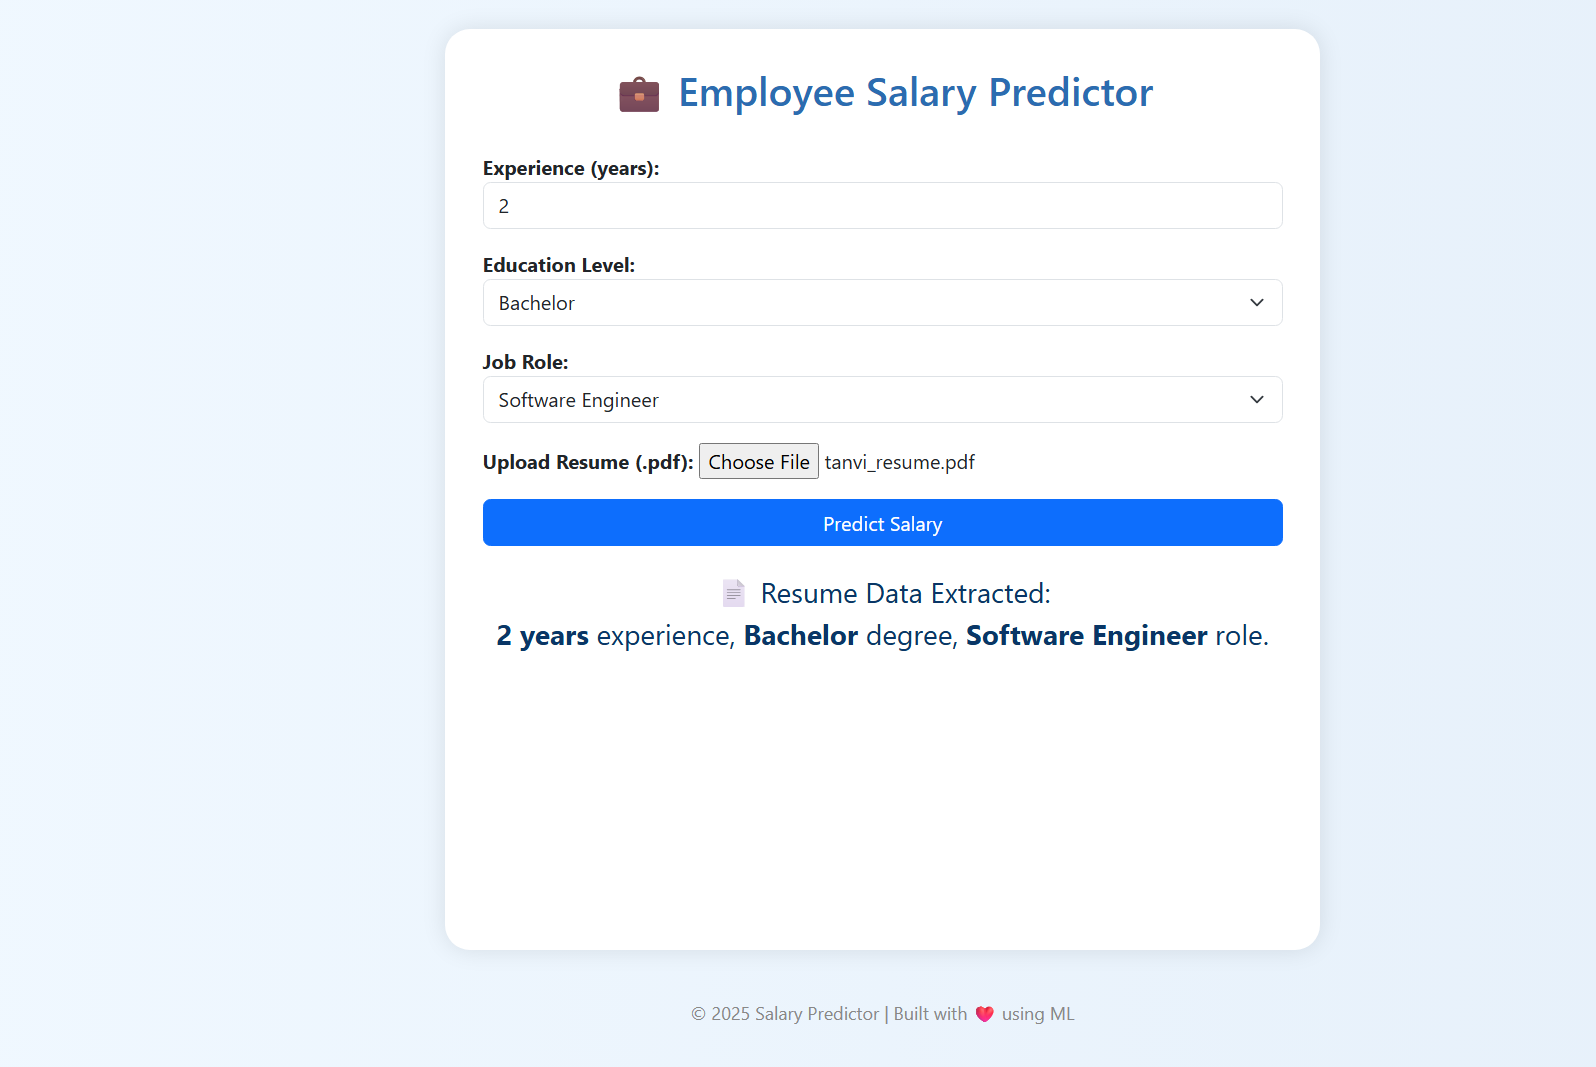 💼 Employee Salary Predictor
Experience (years):
2
Education Level:
Bachelor
Job Role:
Software Engineer
Upload Resume (.pdf): Choose File tanvi_resume.pdf
Predict Salary
📄 Resume Data Extracted:
2 years experience, Bachelor degree, Software Engineer role.
© 2025 Salary Predictor | Built with ❤️ using ML